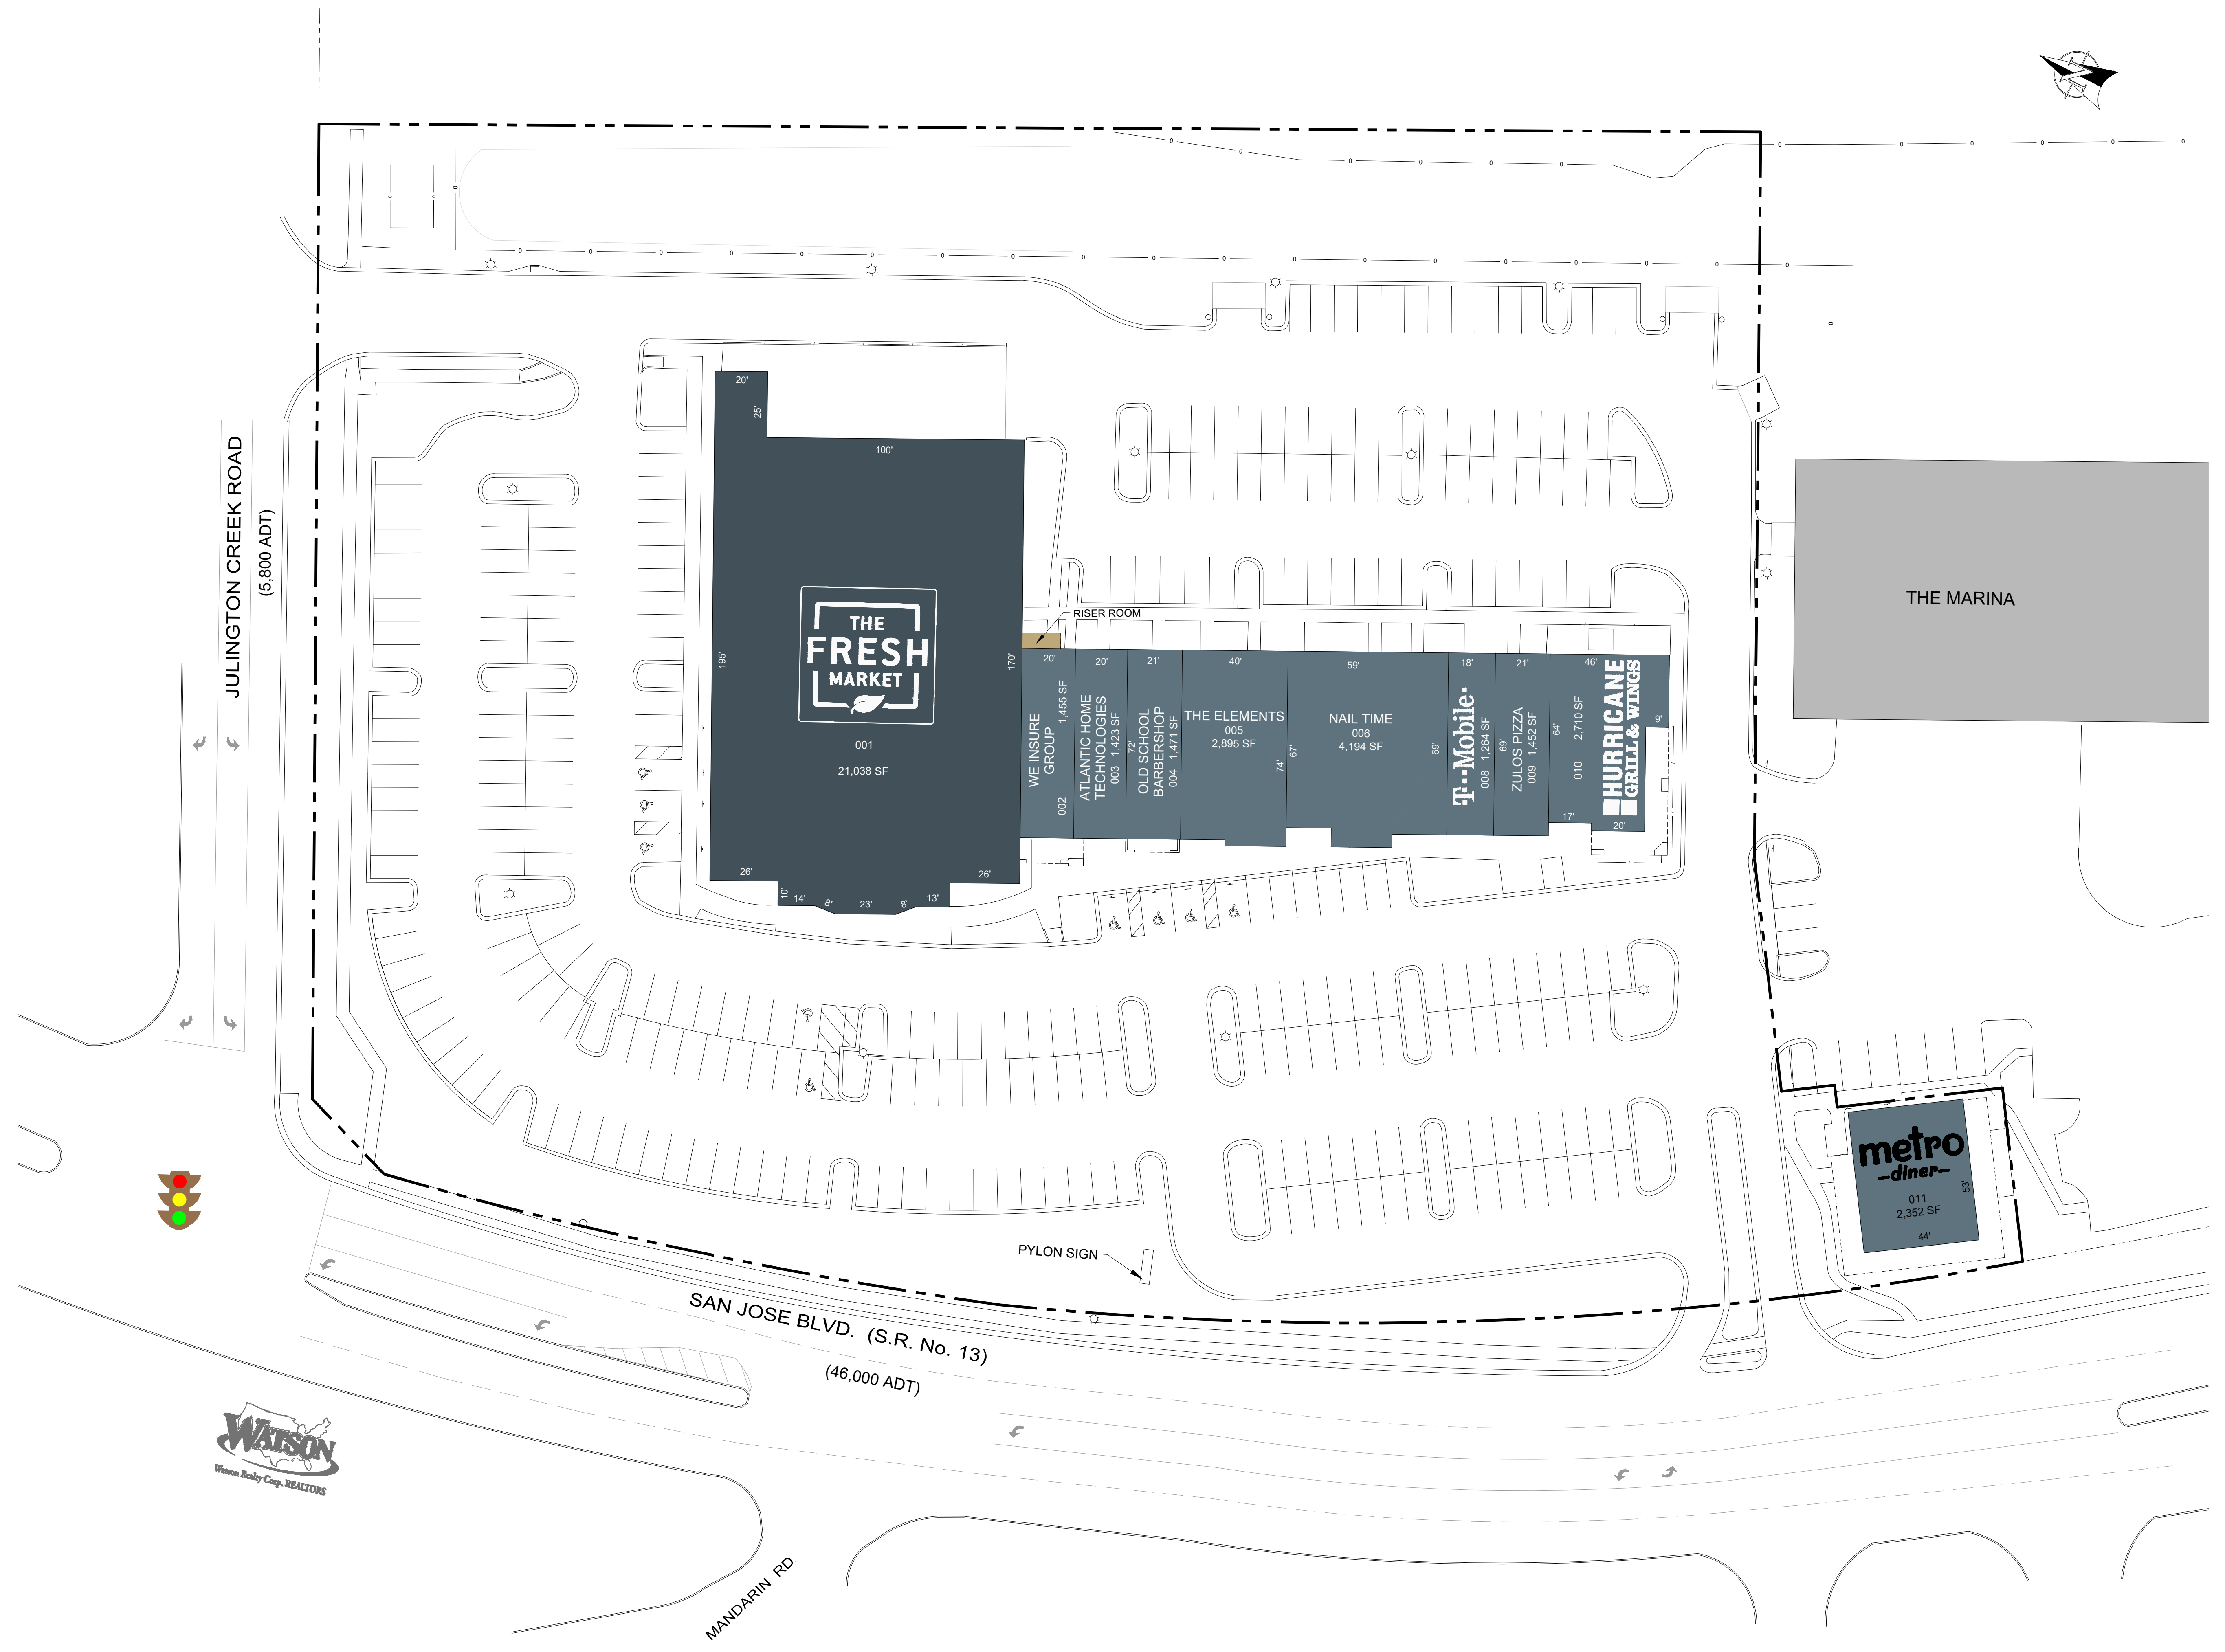 N
JULINGTON CREEK ROAD
(5,800 ADT)
20'
25'
100'
195'
170'
THE
FRESH
MARKET
001
21,038 SF
26'
10'
14'
8'
23'
8'
13'
26'
RISER ROOM
20'
WE INSURE
GROUP
002 1,455 SF
20'
ATLANTIC HOME
TECHNOLOGIES
003 1,423 SF
21'
72'
OLD SCHOOL
BARBERSHOP
004 1,471 SF
40'
THE ELEMENTS
005
2,895 SF
74'
59'
67'
NAIL TIME
006
4,194 SF
69'
18'
T-Mobile
008 1,264 SF
21'
69'
ZULOS PIZZA
009 1,452 SF
46'
64'
010 2,710 SF
HURRICANE
GRILL & WINGS
9'
17'
20'
THE MARINA
metro
diner
011
2,352 SF
53'
44'
PYLON SIGN
SAN JOSE BLVD. (S.R. No. 13)
(46,000 ADT)
WATSON
Watson Realty Corp. REALTORS
MANDARIN RD.